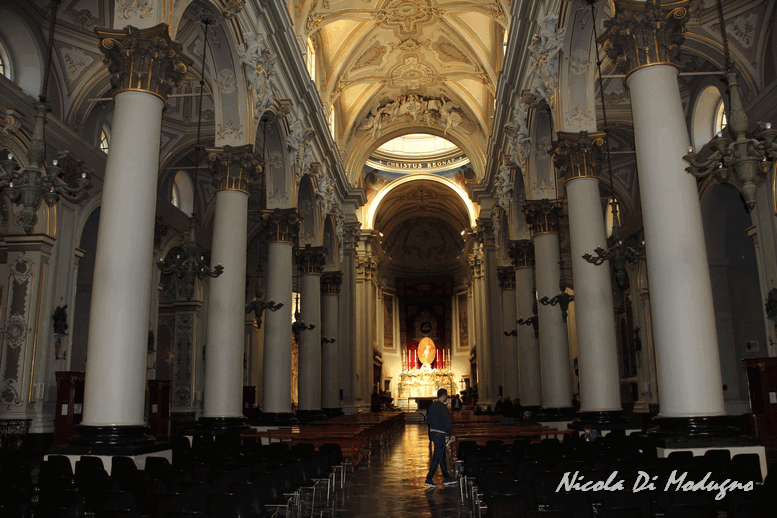 + CHRISTUS REGNAT
Nicola Di Modugno